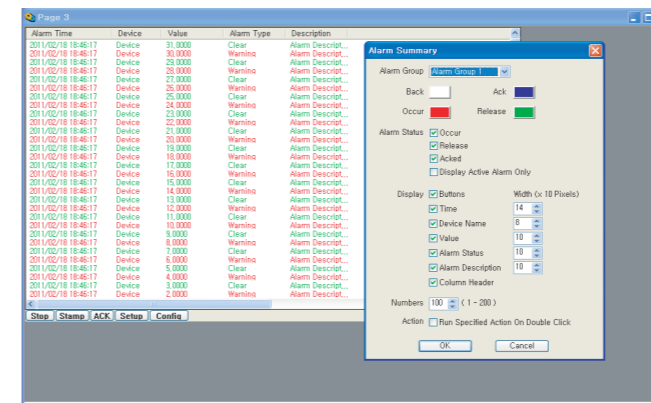 Page 3
Alarm Time Device Value Alarm Type Description
2011/02/18 18:46:17 Device 31,0000 Clear Alarm Descript,,,
2011/02/18 18:46:17 Device 30,0000 Warning Alarm Descript,,,
2011/02/18 18:46:17 Device 29,0000 Clear Alarm Descript,,,
2011/02/18 18:46:17 Device 28,0000 Warning Alarm Descript,,,
2011/02/18 18:46:17 Device 27,0000 Clear Alarm Descript,,,
2011/02/18 18:46:17 Device 26,0000 Warning Alarm Descript,,,
2011/02/18 18:46:17 Device 25,0000 Clear Alarm Descript,,,
2011/02/18 18:46:17 Device 24,0000 Warning Alarm Descript,,,
2011/02/18 18:46:17 Device 23,0000 Clear Alarm Descript,,,
2011/02/18 18:46:17 Device 22,0000 Warning Alarm Descript,,,
2011/02/18 18:46:17 Device 21,0000 Clear Alarm Descript,,,
2011/02/18 18:46:17 Device 20,0000 Warning Alarm Descript,,,
2011/02/18 18:46:17 Device 19,0000 Clear Alarm Descript,,,
2011/02/18 18:46:17 Device 18,0000 Warning Alarm Descript,,,
2011/02/18 18:46:17 Device 17,0000 Clear Alarm Descript,,,
2011/02/18 18:46:17 Device 16,0000 Warning Alarm Descript,,,
2011/02/18 18:46:17 Device 15,0000 Clear Alarm Descript,,,
2011/02/18 18:46:17 Device 14,0000 Warning Alarm Descript,,,
2011/02/18 18:46:17 Device 13,0000 Clear Alarm Descript,,,
2011/02/18 18:46:17 Device 12,0000 Warning Alarm Descript,,,
2011/02/18 18:46:17 Device 11,0000 Clear Alarm Descript,,,
2011/02/18 18:46:17 Device 10,0000 Warning Alarm Descript,,,
2011/02/18 18:46:17 Device 9,0000 Clear Alarm Descript,,,
2011/02/18 18:46:17 Device 8,0000 Warning Alarm Descript,,,
2011/02/18 18:46:17 Device 7,0000 Clear Alarm Descript,,,
2011/02/18 18:46:17 Device 6,0000 Warning Alarm Descript,,,
2011/02/18 18:46:17 Device 5,0000 Clear Alarm Descript,,,
2011/02/18 18:46:17 Device 4,0000 Warning Alarm Descript,,,
2011/02/18 18:46:17 Device 3,0000 Clear Alarm Descript,,,
2011/02/18 18:46:17 Device 2,0000 Warning Alarm Descript,,,
Stop Stamp ACK Setup Config
Alarm Summary
Alarm Group Alarm Group 1
Back Ack
Occur Release
Alarm Status Occur
Release
Acked
Display Active Alarm Only
Display Buttons Width (x 10 Pixels)
Time 14
Device Name 8
Value 10
Alarm Status 10
Alarm Description 10
Column Header
Numbers 100 ( 1 - 200 )
Action Run Specified Action On Double Click
OK Cancel